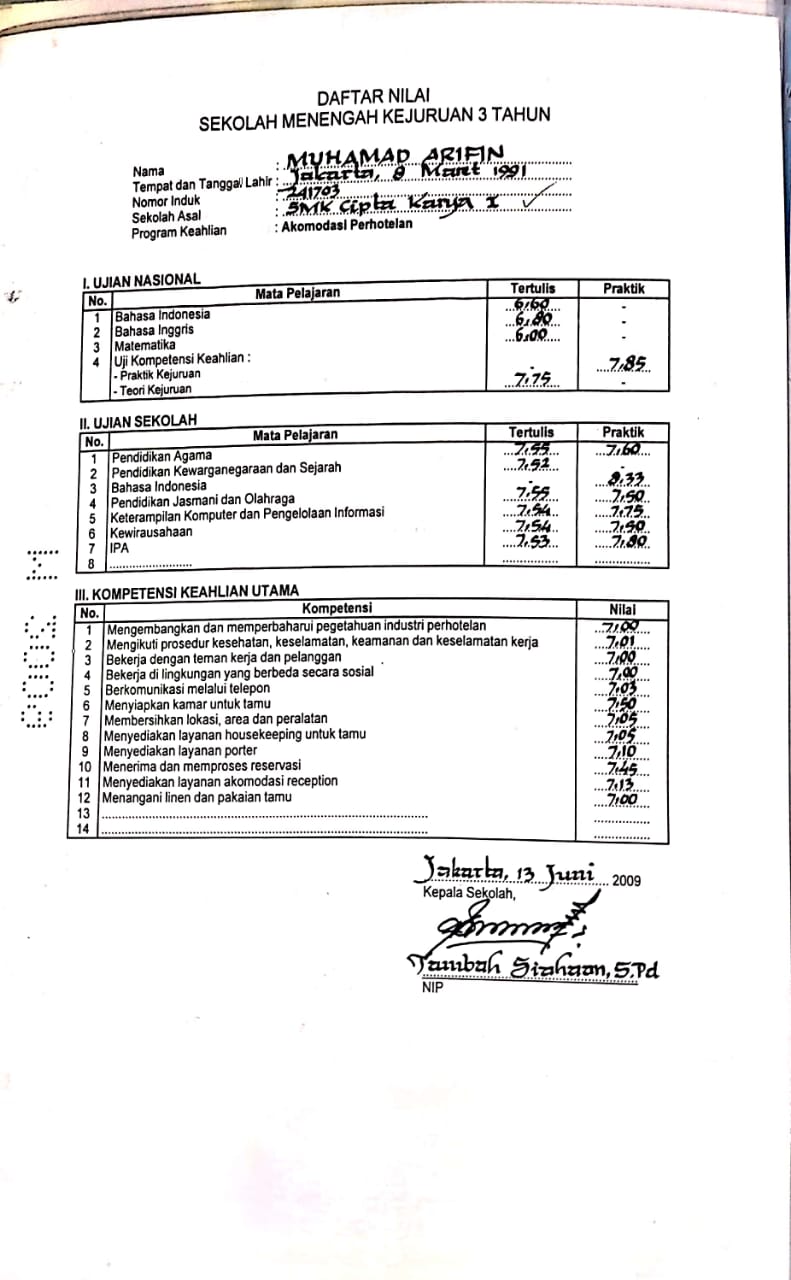 DAFTAR NILAI
SEKOLAH MENENGAH KEJURUAN 3 TAHUN
Nama : MUHAMAD ARIFIN
Tempat dan Tanggal Lahir : Jakarta, 8 Maret 1991
Nomor Induk : 241703
Sekolah Asal : SMK Cipta Karya I ✓
Program Keahlian : Akomodasi Perhotelan
I. UJIAN NASIONAL
No. Mata Pelajaran Tertulis Praktik
1 Bahasa Indonesia 6,60 -
2 Bahasa Inggris 6,80 -
3 Matematika 6,00 -
4 Uji Kompetensi Keahlian :
- Praktik Kejuruan - 7,85
- Teori Kejuruan 7,75 -
II. UJIAN SEKOLAH
No. Mata Pelajaran Tertulis Praktik
1 Pendidikan Agama 7,55 7,60
2 Pendidikan Kewarganegaraan dan Sejarah 7,52 -
3 Bahasa Indonesia - 8,33
4 Pendidikan Jasmani dan Olahraga 7,55 7,50
5 Keterampilan Komputer dan Pengelolaan Informasi 7,54 7,75
6 Kewirausahaan 7,54 7,50
7 IPA 7,53 7,80
8
III. KOMPETENSI KEAHLIAN UTAMA
No. Kompetensi Nilai
1 Mengembangkan dan memperbaharui pegetahuan industri perhotelan 7,00
2 Mengikuti prosedur kesehatan, keselamatan, keamanan dan keselamatan kerja 7,01
3 Bekerja dengan teman kerja dan pelanggan 7,00
4 Bekerja di lingkungan yang berbeda secara sosial 7,00
5 Berkomunikasi melalui telepon 7,03
6 Menyiapkan kamar untuk tamu 7,50
7 Membersihkan lokasi, area dan peralatan 7,05
8 Menyediakan layanan housekeeping untuk tamu 7,05
9 Menyediakan layanan porter 7,10
10 Menerima dan memproses reservasi 7,45
11 Menyediakan layanan akomodasi reception 7,13
12 Menangani linen dan pakaian tamu 7,00
13
14
Jakarta, 13 Juni 2009
Kepala Sekolah,
Tambah Siahaan, S.Pd
NIP